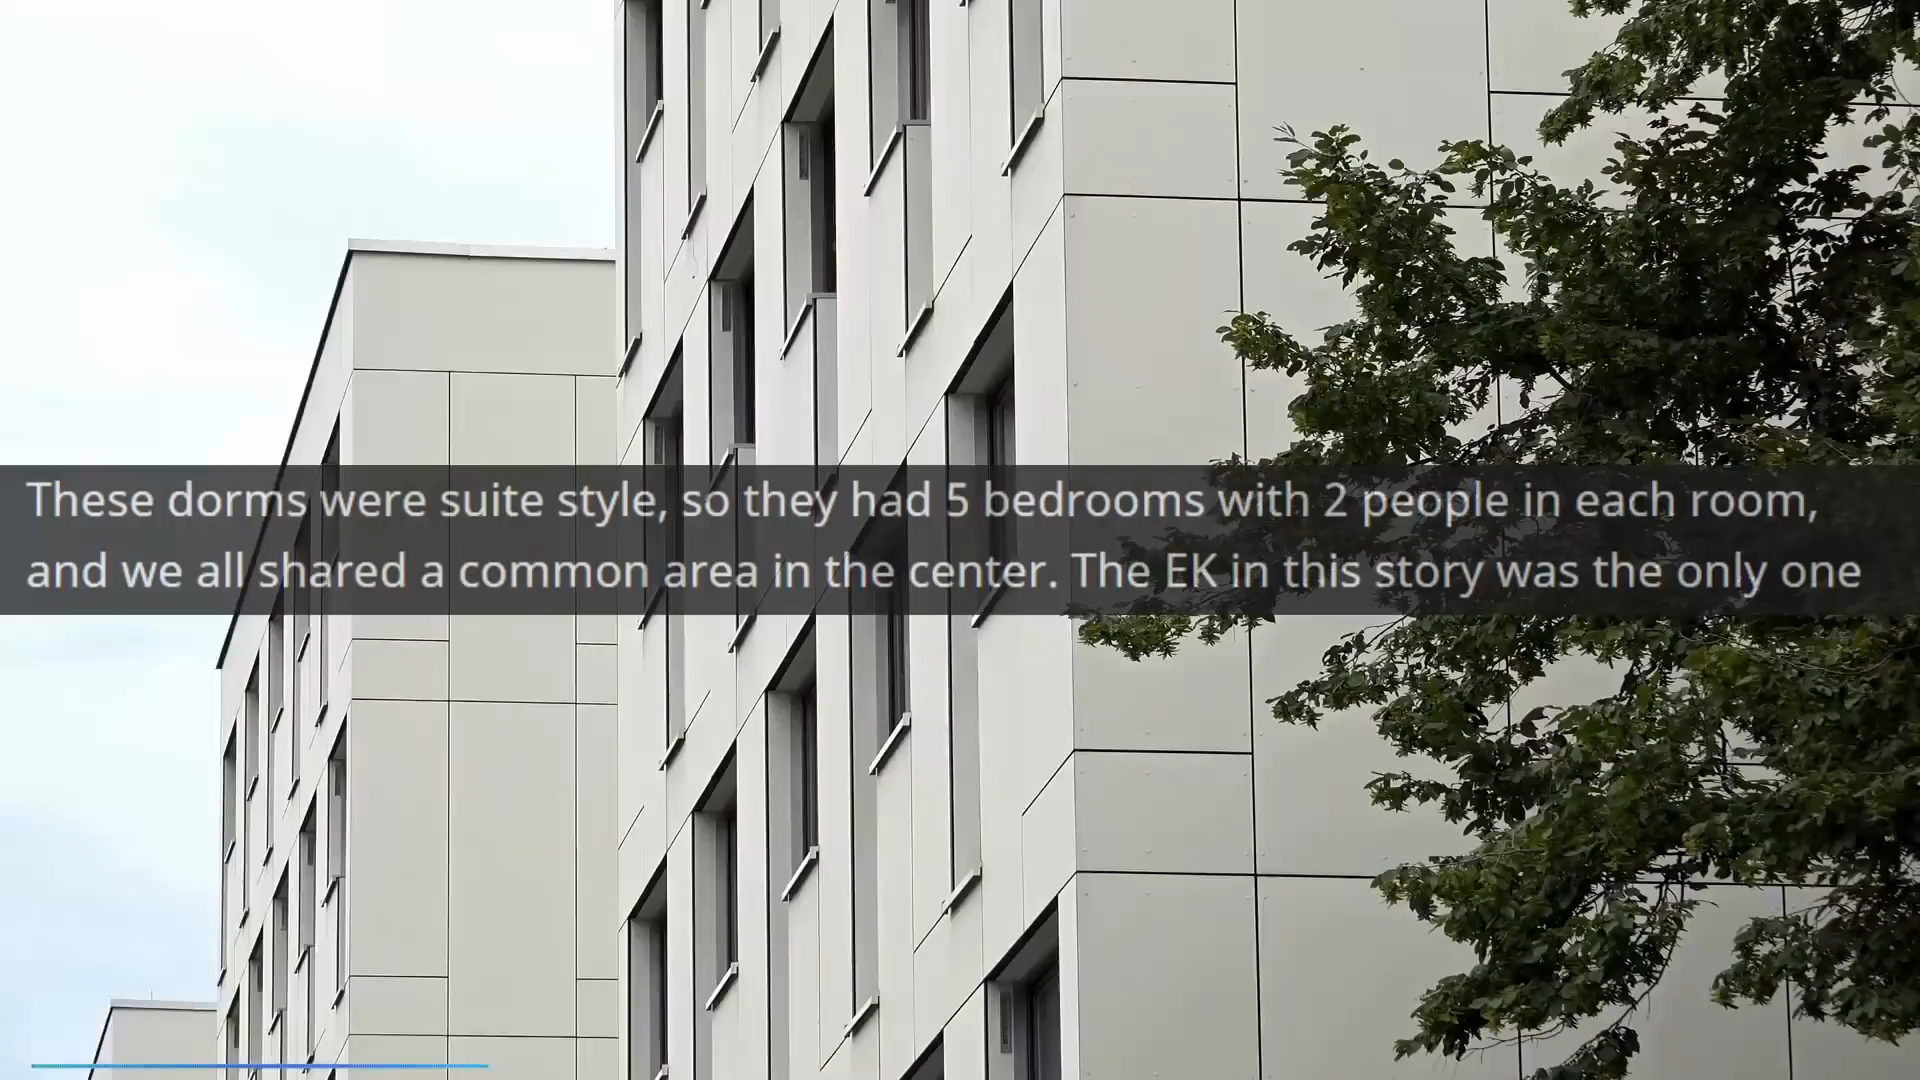 These dorms were suite style, so they had 5 bedrooms with 2 people in each room,
and we all shared a common area in the center. The EK in this story was the only one